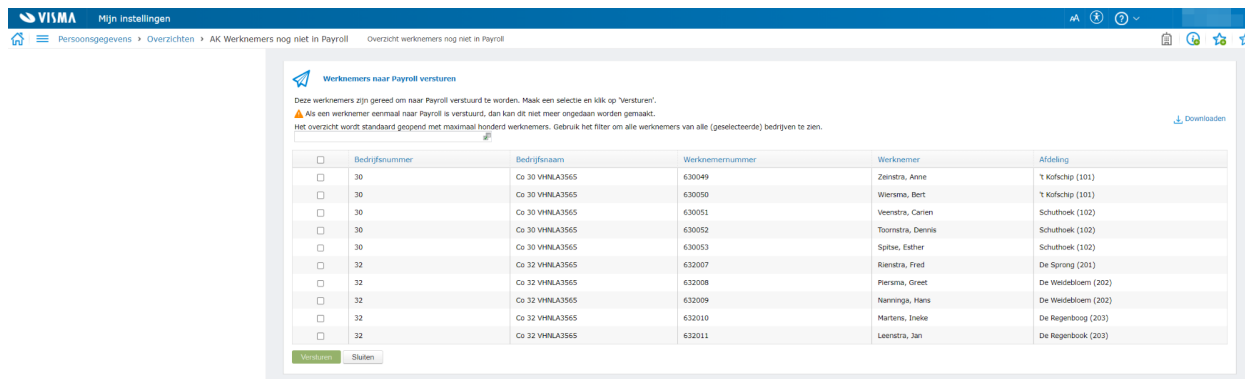 VISMA Mijn instellingen AA ?
Persoonsgegevens › Overzichten › AK Werknemers nog niet in Payroll Overzicht werknemers nog niet in Payroll
Werknemers naar Payroll versturen
Deze werknemers zijn gereed om naar Payroll verstuurd te worden. Maak een selectie en klik op 'Versturen'.
Als een werknemer eenmaal naar Payroll is verstuurd, dan kan dit niet meer ongedaan worden gemaakt.
Het overzicht wordt standaard geopend met maximaal honderd werknemers. Gebruik het filter om alle werknemers van alle (geselecteerde) bedrijven te zien.
Downloaden
Bedrijfsnummer Bedrijfsnaam Werknemernummer Werknemer Afdeling
30 Co 30 VHNLA3565 630049 Zeinstra, Anne 't Kofschip (101)
30 Co 30 VHNLA3565 630050 Wiersma, Bert 't Kofschip (101)
30 Co 30 VHNLA3565 630051 Veenstra, Carien Schuthoek (102)
30 Co 30 VHNLA3565 630052 Toornstra, Dennis Schuthoek (102)
30 Co 30 VHNLA3565 630053 Spitse, Esther Schuthoek (102)
32 Co 32 VHNLA3565 632007 Rienstra, Fred De Sprong (201)
32 Co 32 VHNLA3565 632008 Piersma, Greet De Weidebloem (202)
32 Co 32 VHNLA3565 632009 Nanninga, Hans De Weidebloem (202)
32 Co 32 VHNLA3565 632010 Martens, Ineke De Regenboog (203)
32 Co 32 VHNLA3565 632011 Leenstra, Jan De Regenbook (203)
Versturen Sluiten